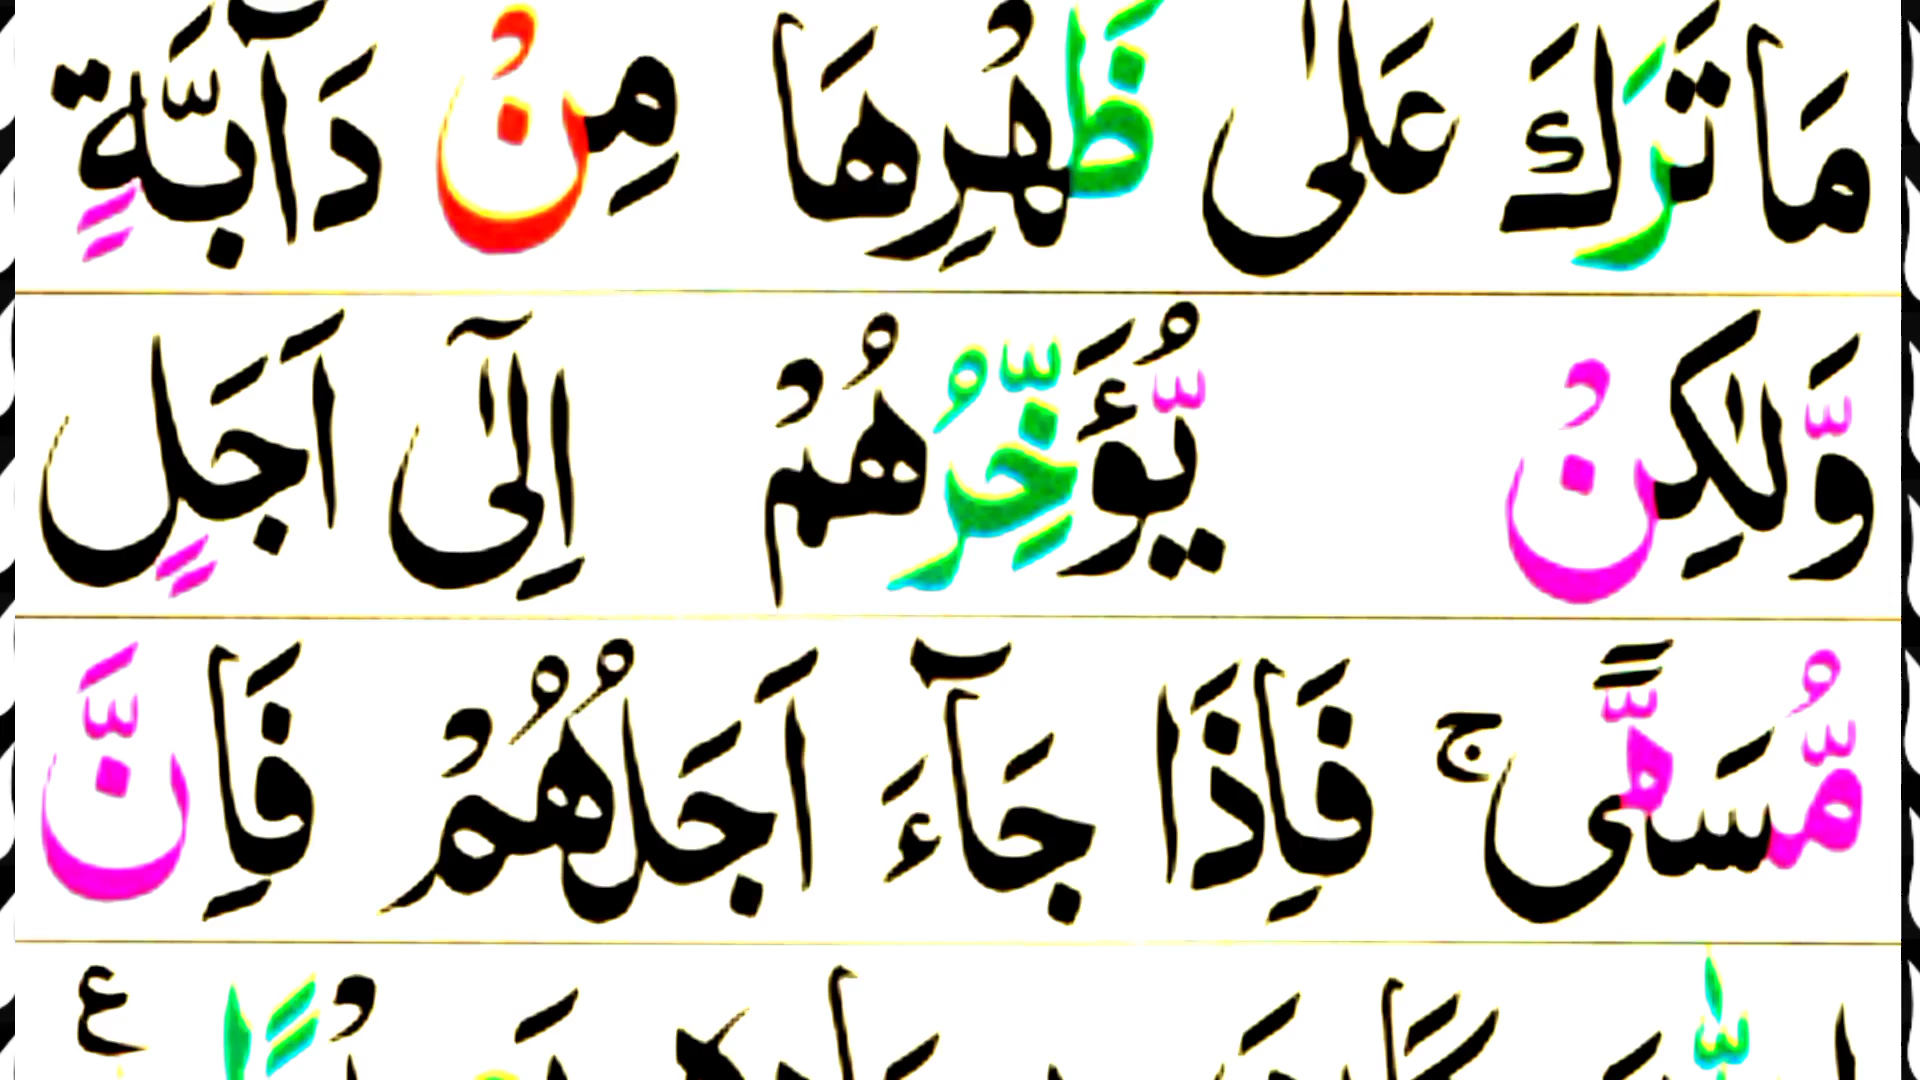 مَا تَرَكَ عَلٰى ظَهْرِهَا مِنْ دَآبَّةٍ
وَّلٰكِنْ يُّؤَخِّرُهُمْ اِلٰٓى اَجَلٍ
مُّسَمًّى ۚ فَاِذَا جَآءَ اَجَلُهُمْ فَاِنَّ